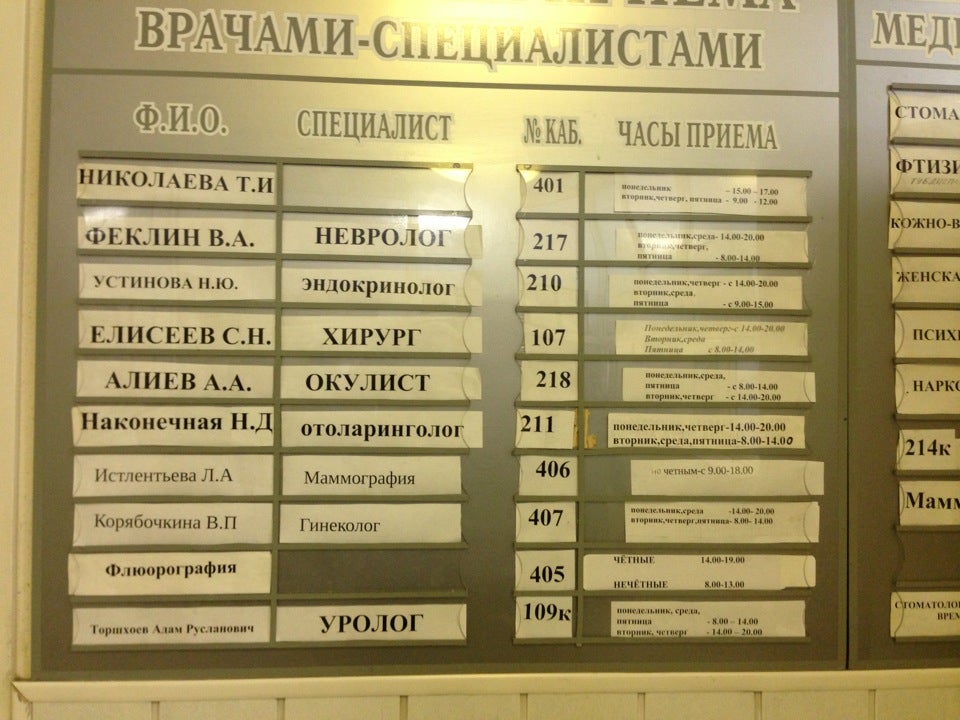 ВРАЧАМИ-СПЕЦИАЛИСТАМИ
Ф.И.О. СПЕЦИАЛИСТ № КАБ. ЧАСЫ ПРИЕМА
НИКОЛАЕВА Т.И 401
понедельник - 15.00 - 17.00
вторник,четверг, пятница - 9.00 - 12.00
ФЕКЛИН В.А. НЕВРОЛОГ 217
понедельник,среда- 14.00-20.00
вторник,четверг,
пятница - 8.00-14.00
УСТИНОВА Н.Ю. эндокринолог 210
понедельник,четверг - с 14.00-20.00
вторник,среда.
пятница - с 9.00-15.00
ЕЛИСЕЕВ С.Н. ХИРУРГ 107
Понедельник,четверг-с 14.00-20.00
Вторник,среда
Пятница с 8.00-14.00
АЛИЕВ А.А. ОКУЛИСТ 218
понедельник,среда,
пятница - с 8.00-14.00
вторник,четверг - с 14.00-20.00
Наконечная Н.Д отоларинголог 211
понедельник,четверг-14.00-20.00
вторник,среда,пятница-8.00-14.00
Истлентьева Л.А Маммография 406
по четным-с 9.00-18.00
Корябочкина В.П Гинеколог 407
понедельник,среда -14.00- 20.00
вторник,четверг,пятница- 8.00- 14.00
Флюорография 405
ЧЁТНЫЕ 14.00-19.00
НЕЧЁТНЫЕ 8.00-13.00
Торшхоев Адам Русланович УРОЛОГ 109к
понедельник, среда,
пятница - 8.00 – 14.00
вторник, четверг - 14.00 – 20.00
МЕД
СТОМА
ФТИЗИ
КОЖНО-В
ЖЕНСКА
ПСИХ
НАРКО
214к
Мамм
СТОМАТОЛО
ВРЕМ